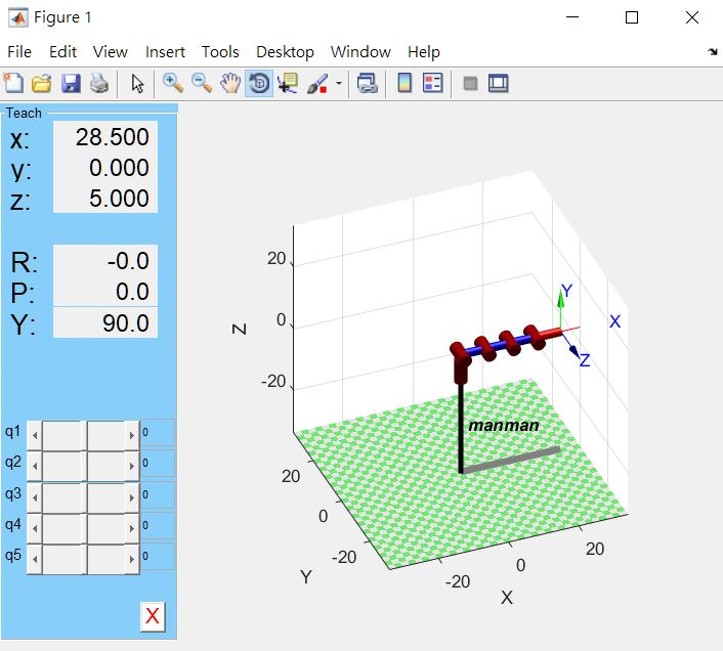 Figure 1
File Edit View Insert Tools Desktop Window Help
Teach
x: 28.500
y: 0.000
z: 5.000
R: -0.0
P: 0.0
Y: 90.0
q1 0
q2 0
q3 0
q4 0
q5 0
X
20
0
-20
Z
Y
X
Z
manman
20
0
-20
Y
-20
0
20
X